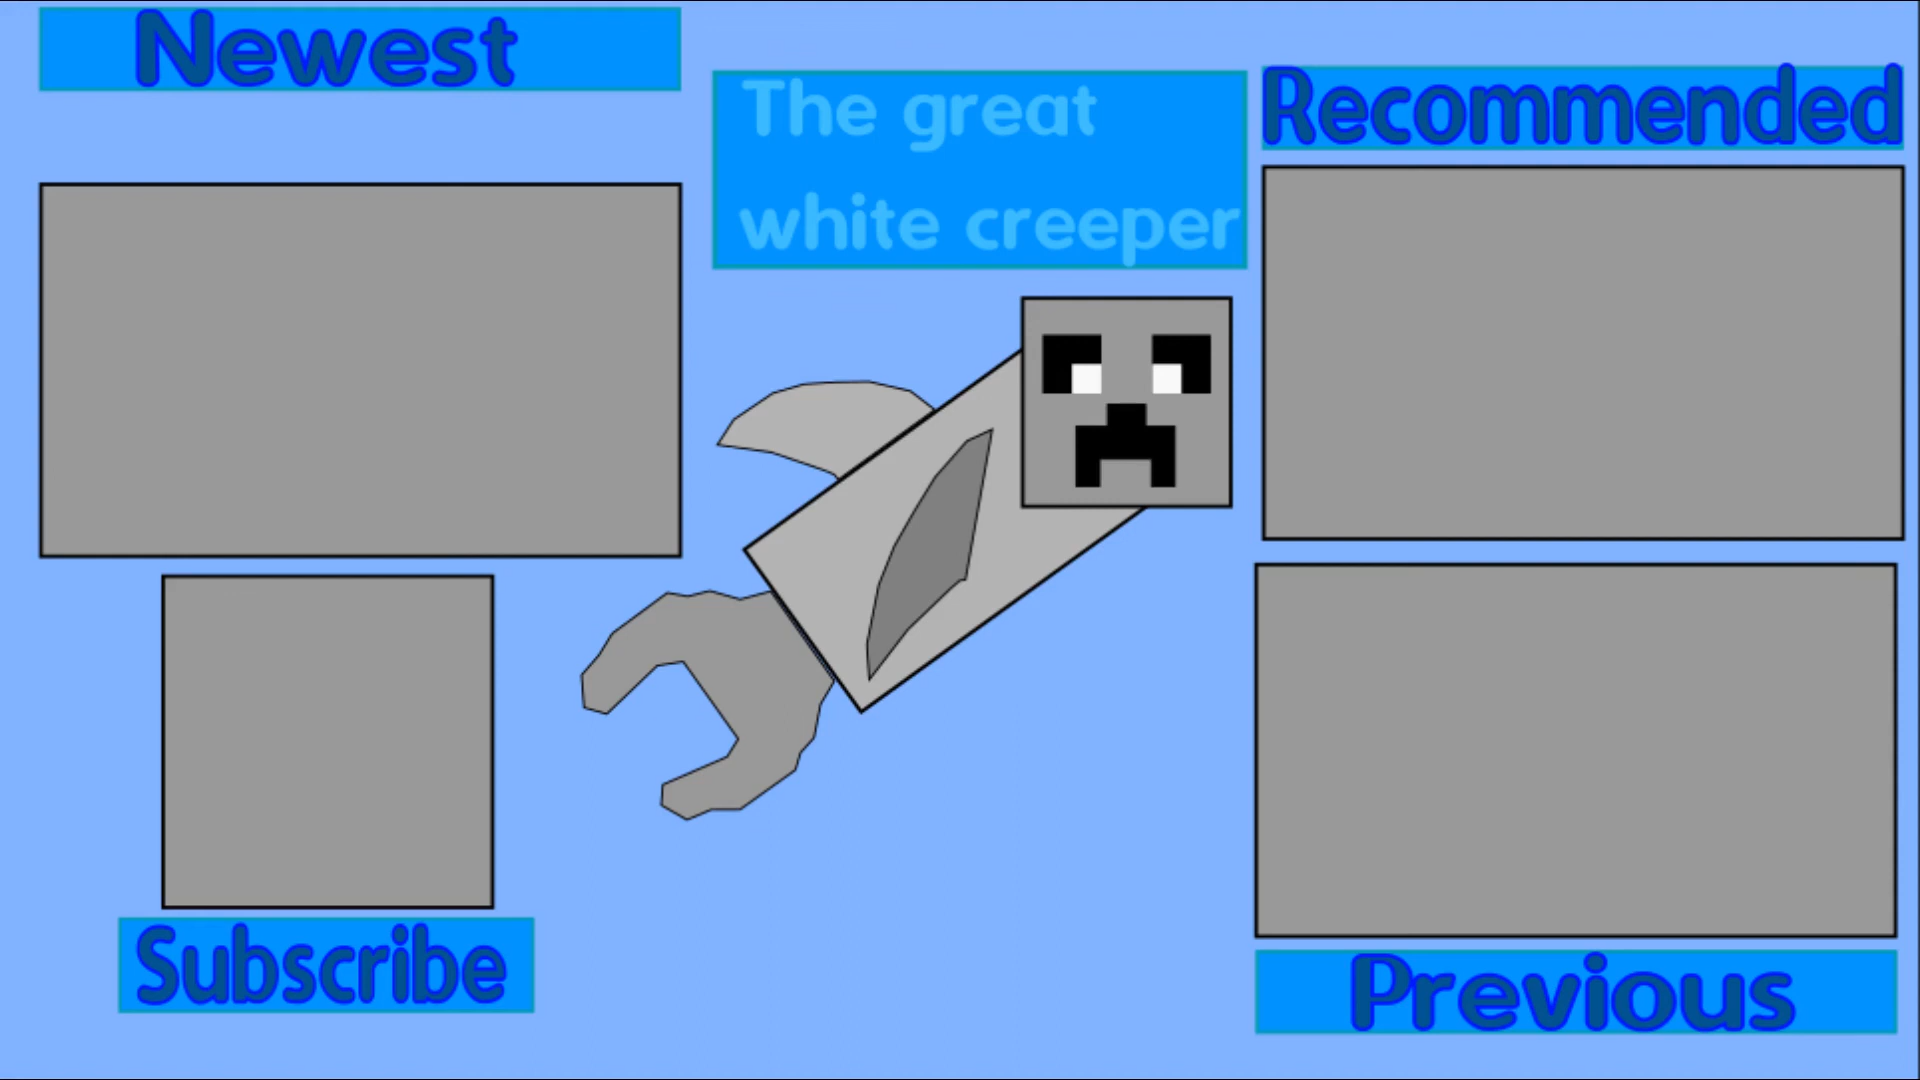 Newest
The great
white creeper
Recommended
Subscribe
Previous